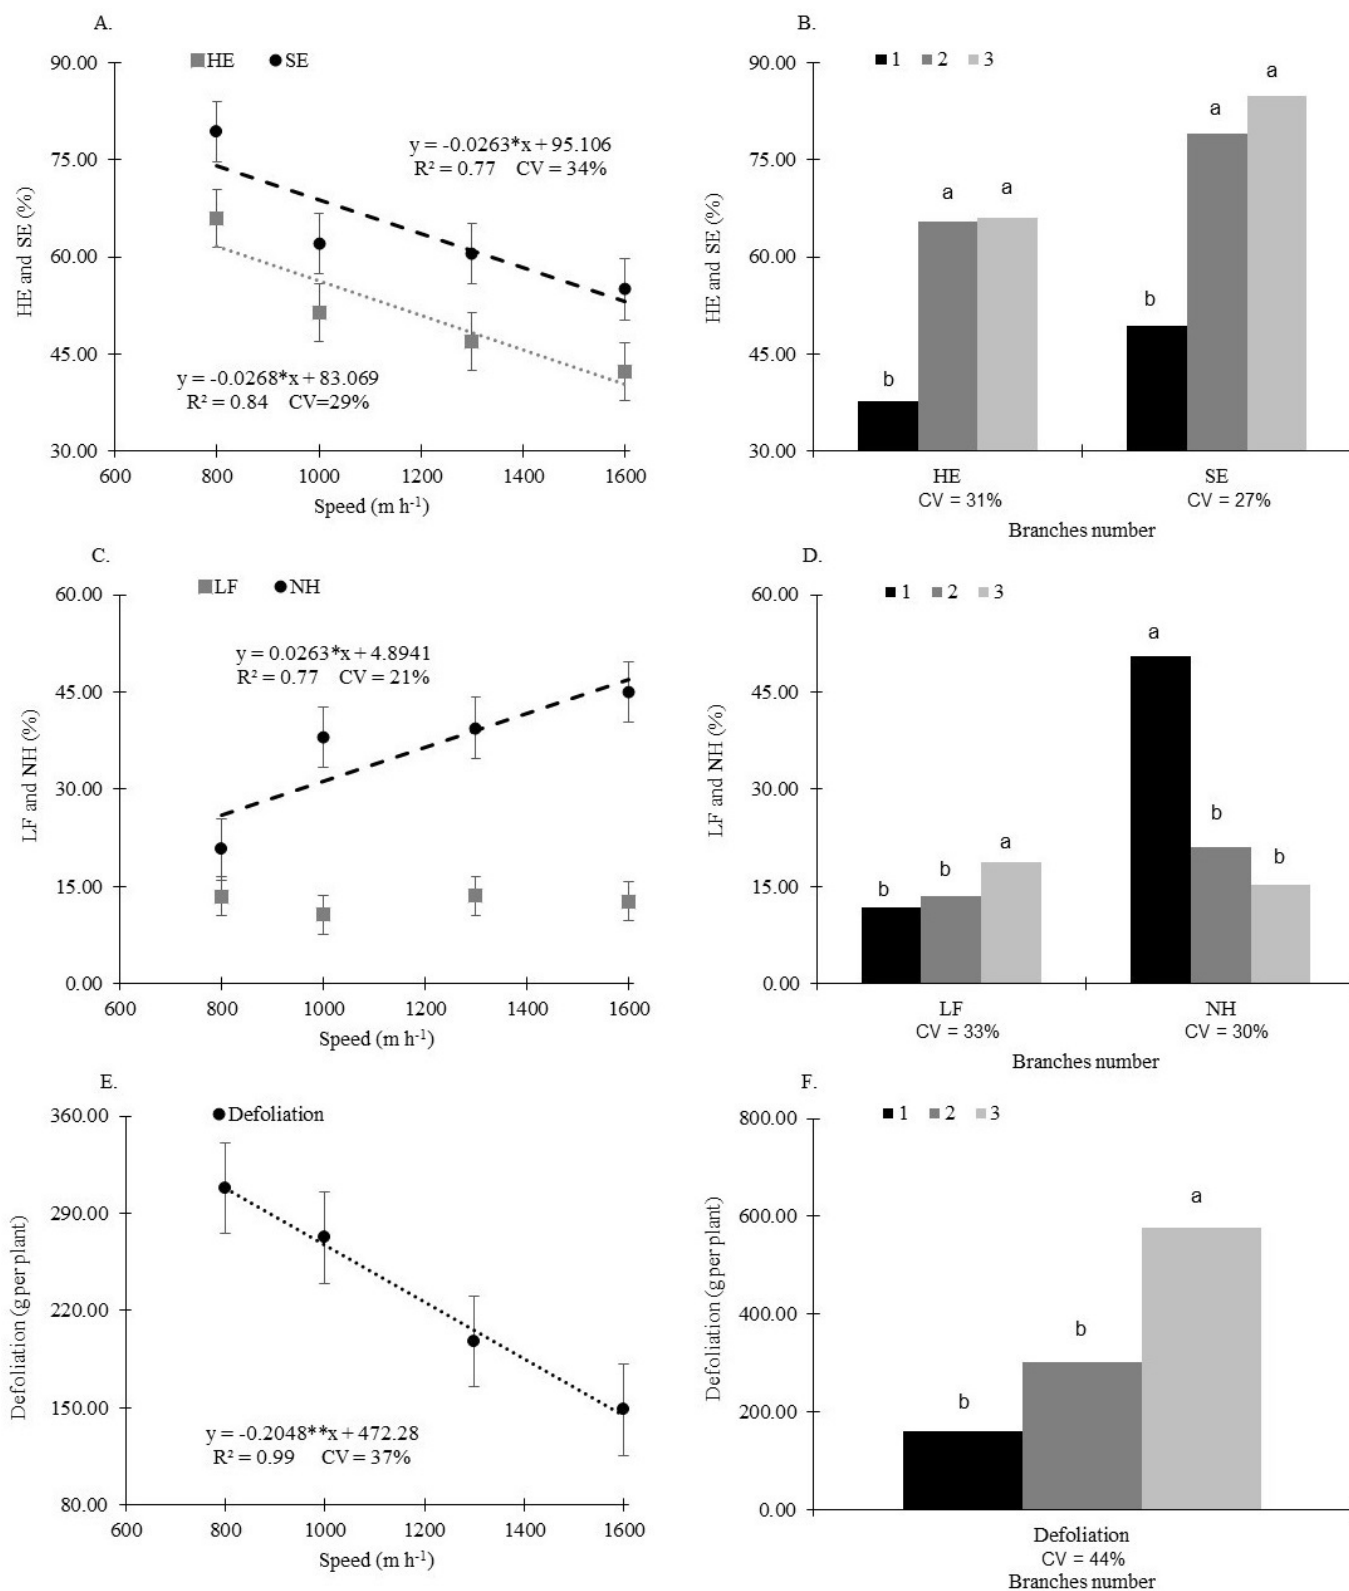 A.
HE SE
90.00
75.00
60.00
45.00
30.00
HE and SE (%)
y = -0.0263*x + 95.106
R² = 0.77 CV = 34%
y = -0.0268*x + 83.069
R² = 0.84 CV=29%
600 800 1000 1200 1400 1600
Speed (m h⁻¹)
B.
1 2 3
90.00
75.00
60.00
45.00
30.00
HE and SE (%)
b a a b a a
HE SE
CV = 31% CV = 27%
Branches number
C.
LF NH
60.00
45.00
30.00
15.00
0.00
LF and NH (%)
y = 0.0263*x + 4.8941
R² = 0.77 CV = 21%
600 800 1000 1200 1400 1600
Speed (m h⁻¹)
D.
1 2 3
60.00
45.00
30.00
15.00
0.00
LF and NH (%)
b b a a b b
LF NH
CV = 33% CV = 30%
Branches number
E.
Defoliation
360.00
290.00
220.00
150.00
80.00
Defoliation (g per plant)
y = -0.2048**x + 472.28
R² = 0.99 CV = 37%
600 800 1000 1200 1400 1600
Speed (m h⁻¹)
F.
1 2 3
800.00
600.00
400.00
200.00
0.00
Defoliation (g per plant)
b b a
Defoliation
CV = 44%
Branches number